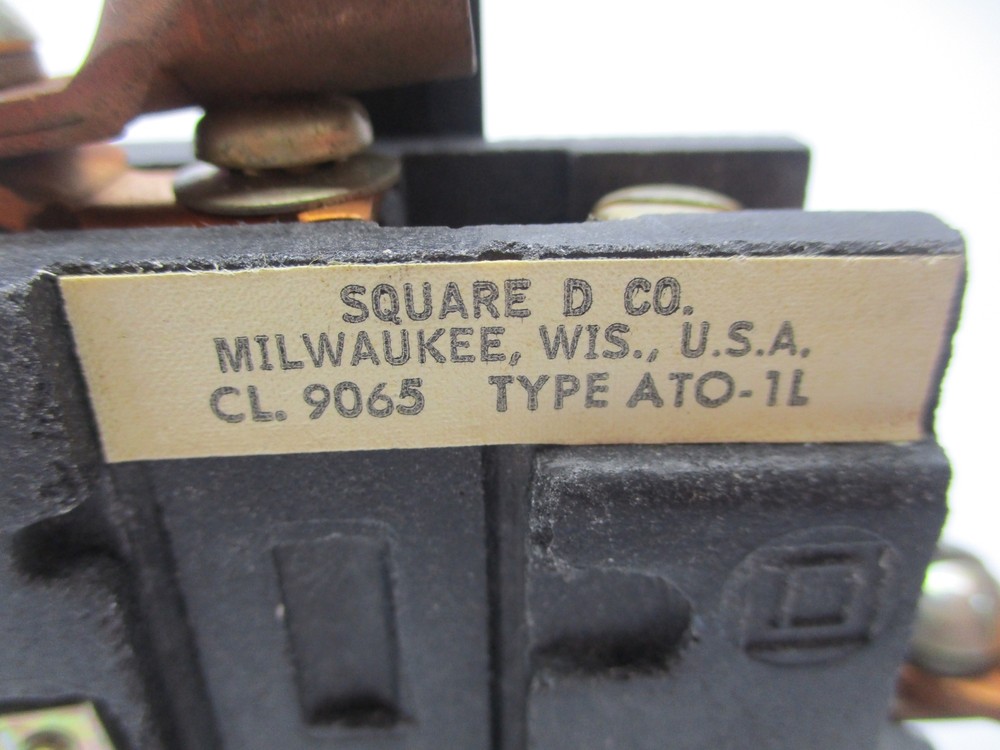 SQUARE D CO.
MILWAUKEE, WIS., U.S.A.
CL. 9065 TYPE ATO-1L